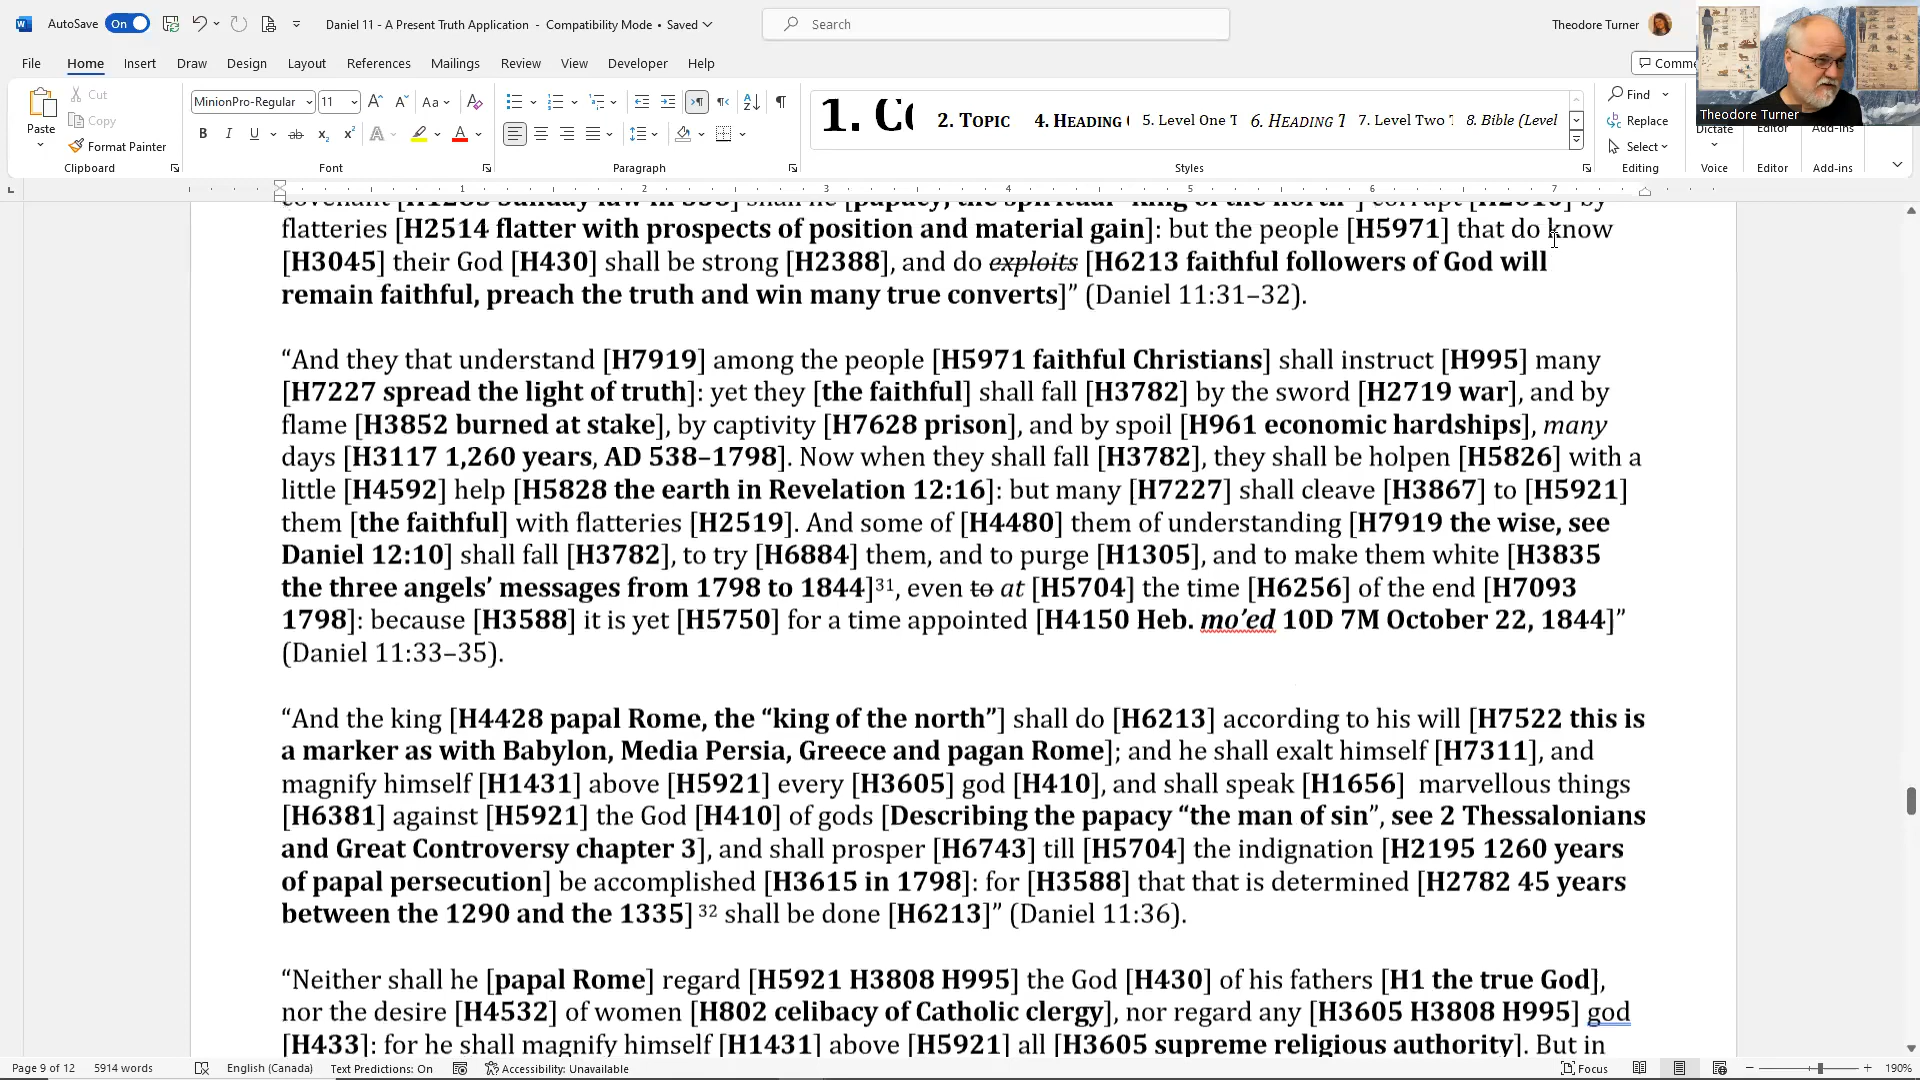 AutoSave On Daniel 11 - A Present Truth Application - Compatibility Mode • Saved Search Theodore Turner
File Home Insert Draw Design Layout References Mailings Review View Developer Help
Paste Cut Copy Format Painter
MinionPro-Regular 11
2. Topic 4. Heading 5. Level One T 6. Heading 7. Level Two 8. Bible (Level
Find Replace Select
Theodore Turner
Dictate Editor Add-ins
Clipboard Font Paragraph Styles Editing Voice Editor Add-ins
1 2 3 4 5 6 7
flatteries [H2514 flatter with prospects of position and material gain]: but the people [H5971] that do know
[H3045] their God [H430] shall be strong [H2388], and do exploits [H6213 faithful followers of God will
remain faithful, preach the truth and win many true converts]” (Daniel 11:31–32).
“And they that understand [H7919] among the people [H5971 faithful Christians] shall instruct [H995] many
[H7227 spread the light of truth]: yet they [the faithful] shall fall [H3782] by the sword [H2719 war], and by
flame [H3852 burned at stake], by captivity [H7628 prison], and by spoil [H961 economic hardships], many
days [H3117 1,260 years, AD 538–1798]. Now when they shall fall [H3782], they shall be holpen [H5826] with a
little [H4592] help [H5828 the earth in Revelation 12:16]: but many [H7227] shall cleave [H3867] to [H5921]
them [the faithful] with flatteries [H2519]. And some of [H4480] them of understanding [H7919 the wise, see
Daniel 12:10] shall fall [H3782], to try [H6884] them, and to purge [H1305], and to make them white [H3835
the three angels’ messages from 1798 to 1844]31, even to at [H5704] the time [H6256] of the end [H7093
1798]: because [H3588] it is yet [H5750] for a time appointed [H4150 Heb. mo’ed 10D 7M October 22, 1844]”
(Daniel 11:33–35).
“And the king [H4428 papal Rome, the “king of the north”] shall do [H6213] according to his will [H7522 this is
a marker as with Babylon, Media Persia, Greece and pagan Rome]; and he shall exalt himself [H7311], and
magnify himself [H1431] above [H5921] every [H3605] god [H410], and shall speak [H1656] marvellous things
[H6381] against [H5921] the God [H410] of gods [Describing the papacy “the man of sin”, see 2 Thessalonians
and Great Controversy chapter 3], and shall prosper [H6743] till [H5704] the indignation [H2195 1260 years
of papal persecution] be accomplished [H3615 in 1798]: for [H3588] that that is determined [H2782 45 years
between the 1290 and the 1335] 32 shall be done [H6213]” (Daniel 11:36).
“Neither shall he [papal Rome] regard [H5921 H3808 H995] the God [H430] of his fathers [H1 the true God],
nor the desire [H4532] of women [H802 celibacy of Catholic clergy], nor regard any [H3605 H3808 H995] god
[H433]: for he shall magnify himself [H1431] above [H5921] all [H3605 supreme religious authority]. But in
Page 9 of 12 5914 words English (Canada) Text Predictions: On Accessibility: Unavailable Focus 190%